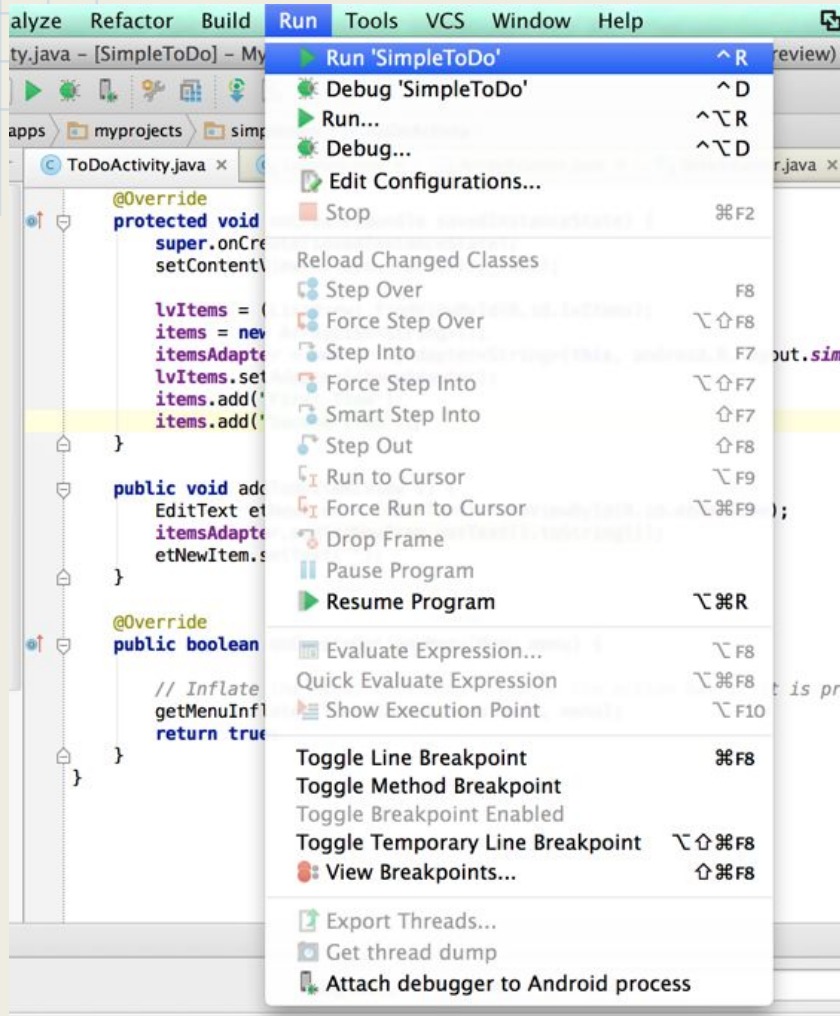 alyze Refactor Build Run Tools VCS Window Help
ty.java – [SimpleToDo] – My review)
apps myprojects simp
ToDoActivity.java × r.java ×
Run 'SimpleToDo' ^R
Debug 'SimpleToDo' ^D
Run... ^⌥R
Debug... ^⌥D
Edit Configurations...
Stop ⌘F2
Reload Changed Classes
Step Over F8
Force Step Over ⌥⇧F8
Step Into F7
Force Step Into ⌥⇧F7
Smart Step Into ⇧F7
Step Out ⇧F8
Run to Cursor ⌥F9
Force Run to Cursor ⌥⌘F9
Drop Frame
Pause Program
Resume Program ⌥⌘R
Evaluate Expression... ⌥F8
Quick Evaluate Expression ⌥⌘F8
Show Execution Point ⌥F10
Toggle Line Breakpoint ⌘F8
Toggle Method Breakpoint
Toggle Breakpoint Enabled
Toggle Temporary Line Breakpoint ⌥⇧⌘F8
View Breakpoints... ⇧⌘F8
Export Threads...
Get thread dump
Attach debugger to Android process
@Override
protected void
super.onCre
setContentV
lvItems = (
items = new
itemsAdapte out.sim
lvItems.set
items.add("
items.add("
}
public void add
EditText et );
itemsAdapte
etNewItem.s
}
@Override
public boolean
// Inflate t is pr
getMenuInfl
return true
}
}